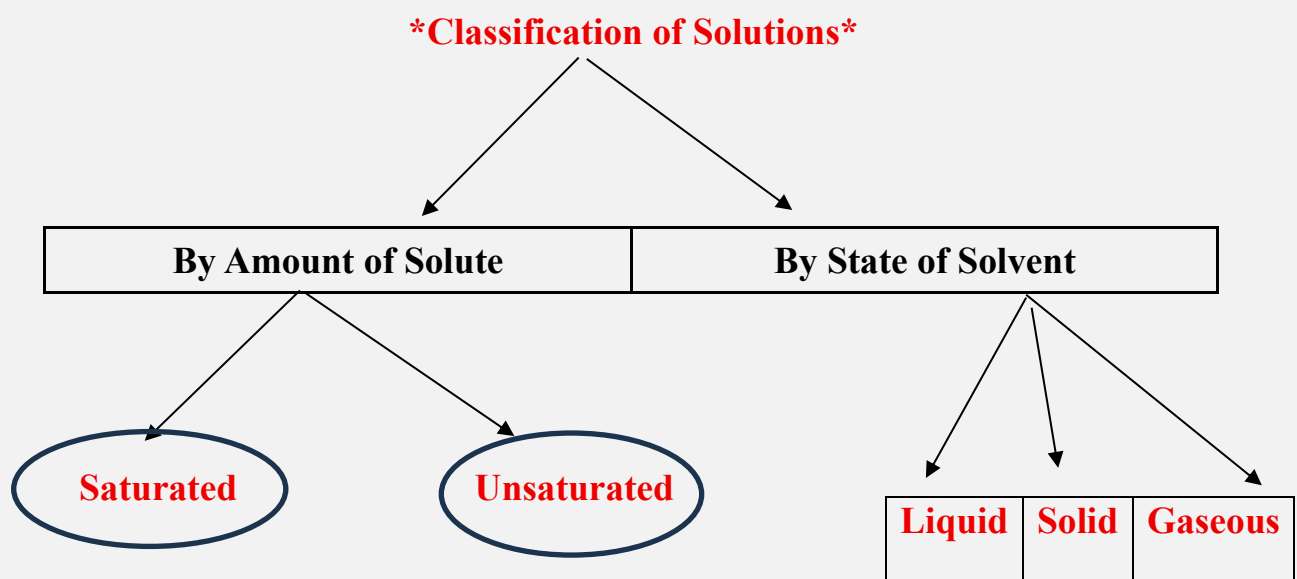 *Classification of Solutions*
By Amount of Solute By State of Solvent
Saturated Unsaturated
Liquid Solid Gaseous